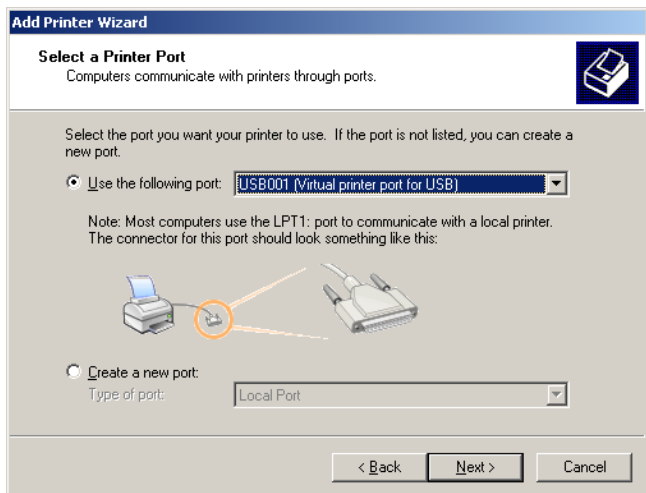 Add Printer Wizard
Select a Printer Port
Computers communicate with printers through ports.
Select the port you want your printer to use.  If the port is not listed, you can create a
new port.
Use the following port:
USB001 (Virtual printer port for USB)
Note: Most computers use the LPT1: port to communicate with a local printer.
The connector for this port should look something like this:
Create a new port:
Type of port:
Local Port
< Back
Next >
Cancel